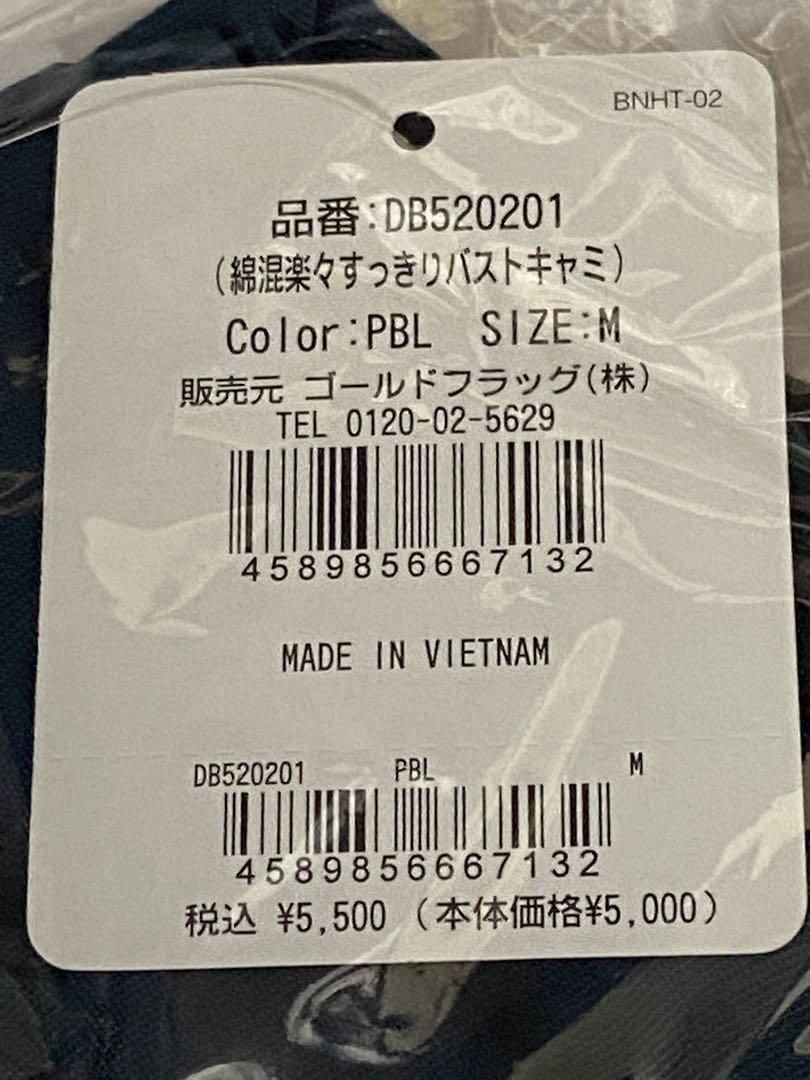 BNHT-02
品番:DB520201
(綿混楽々すっきりバストキャミ)
Color:PBL SIZE:M
販売元 ゴールドフラッグ(株)
TEL 0120-02-5629
4589856667132
MADE IN VIETNAM
DB520201 PBL M
4589856667132
税込 ¥5,500 (本体価格¥5,000)